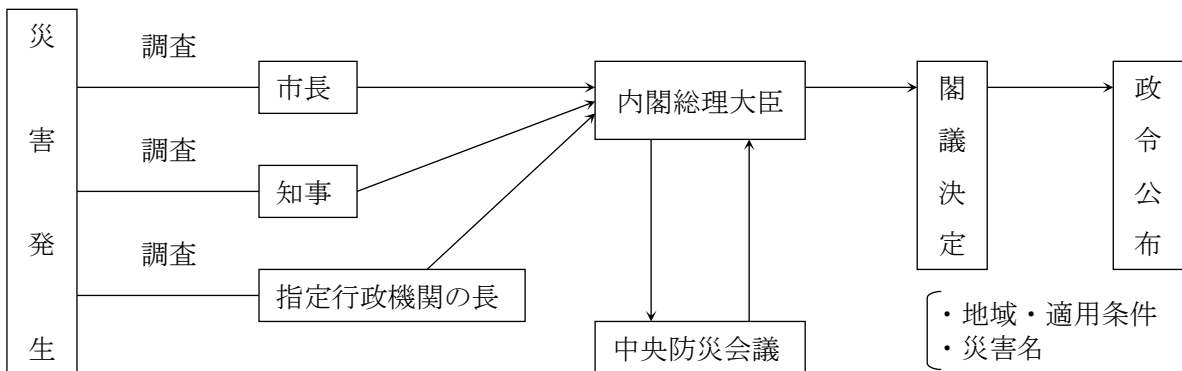 災害発生
調査
市長
調査
知事
調査
指定行政機関の長
内閣総理大臣
中央防災会議
閣議決定
政令公布
・地域・適用条件
・災害名